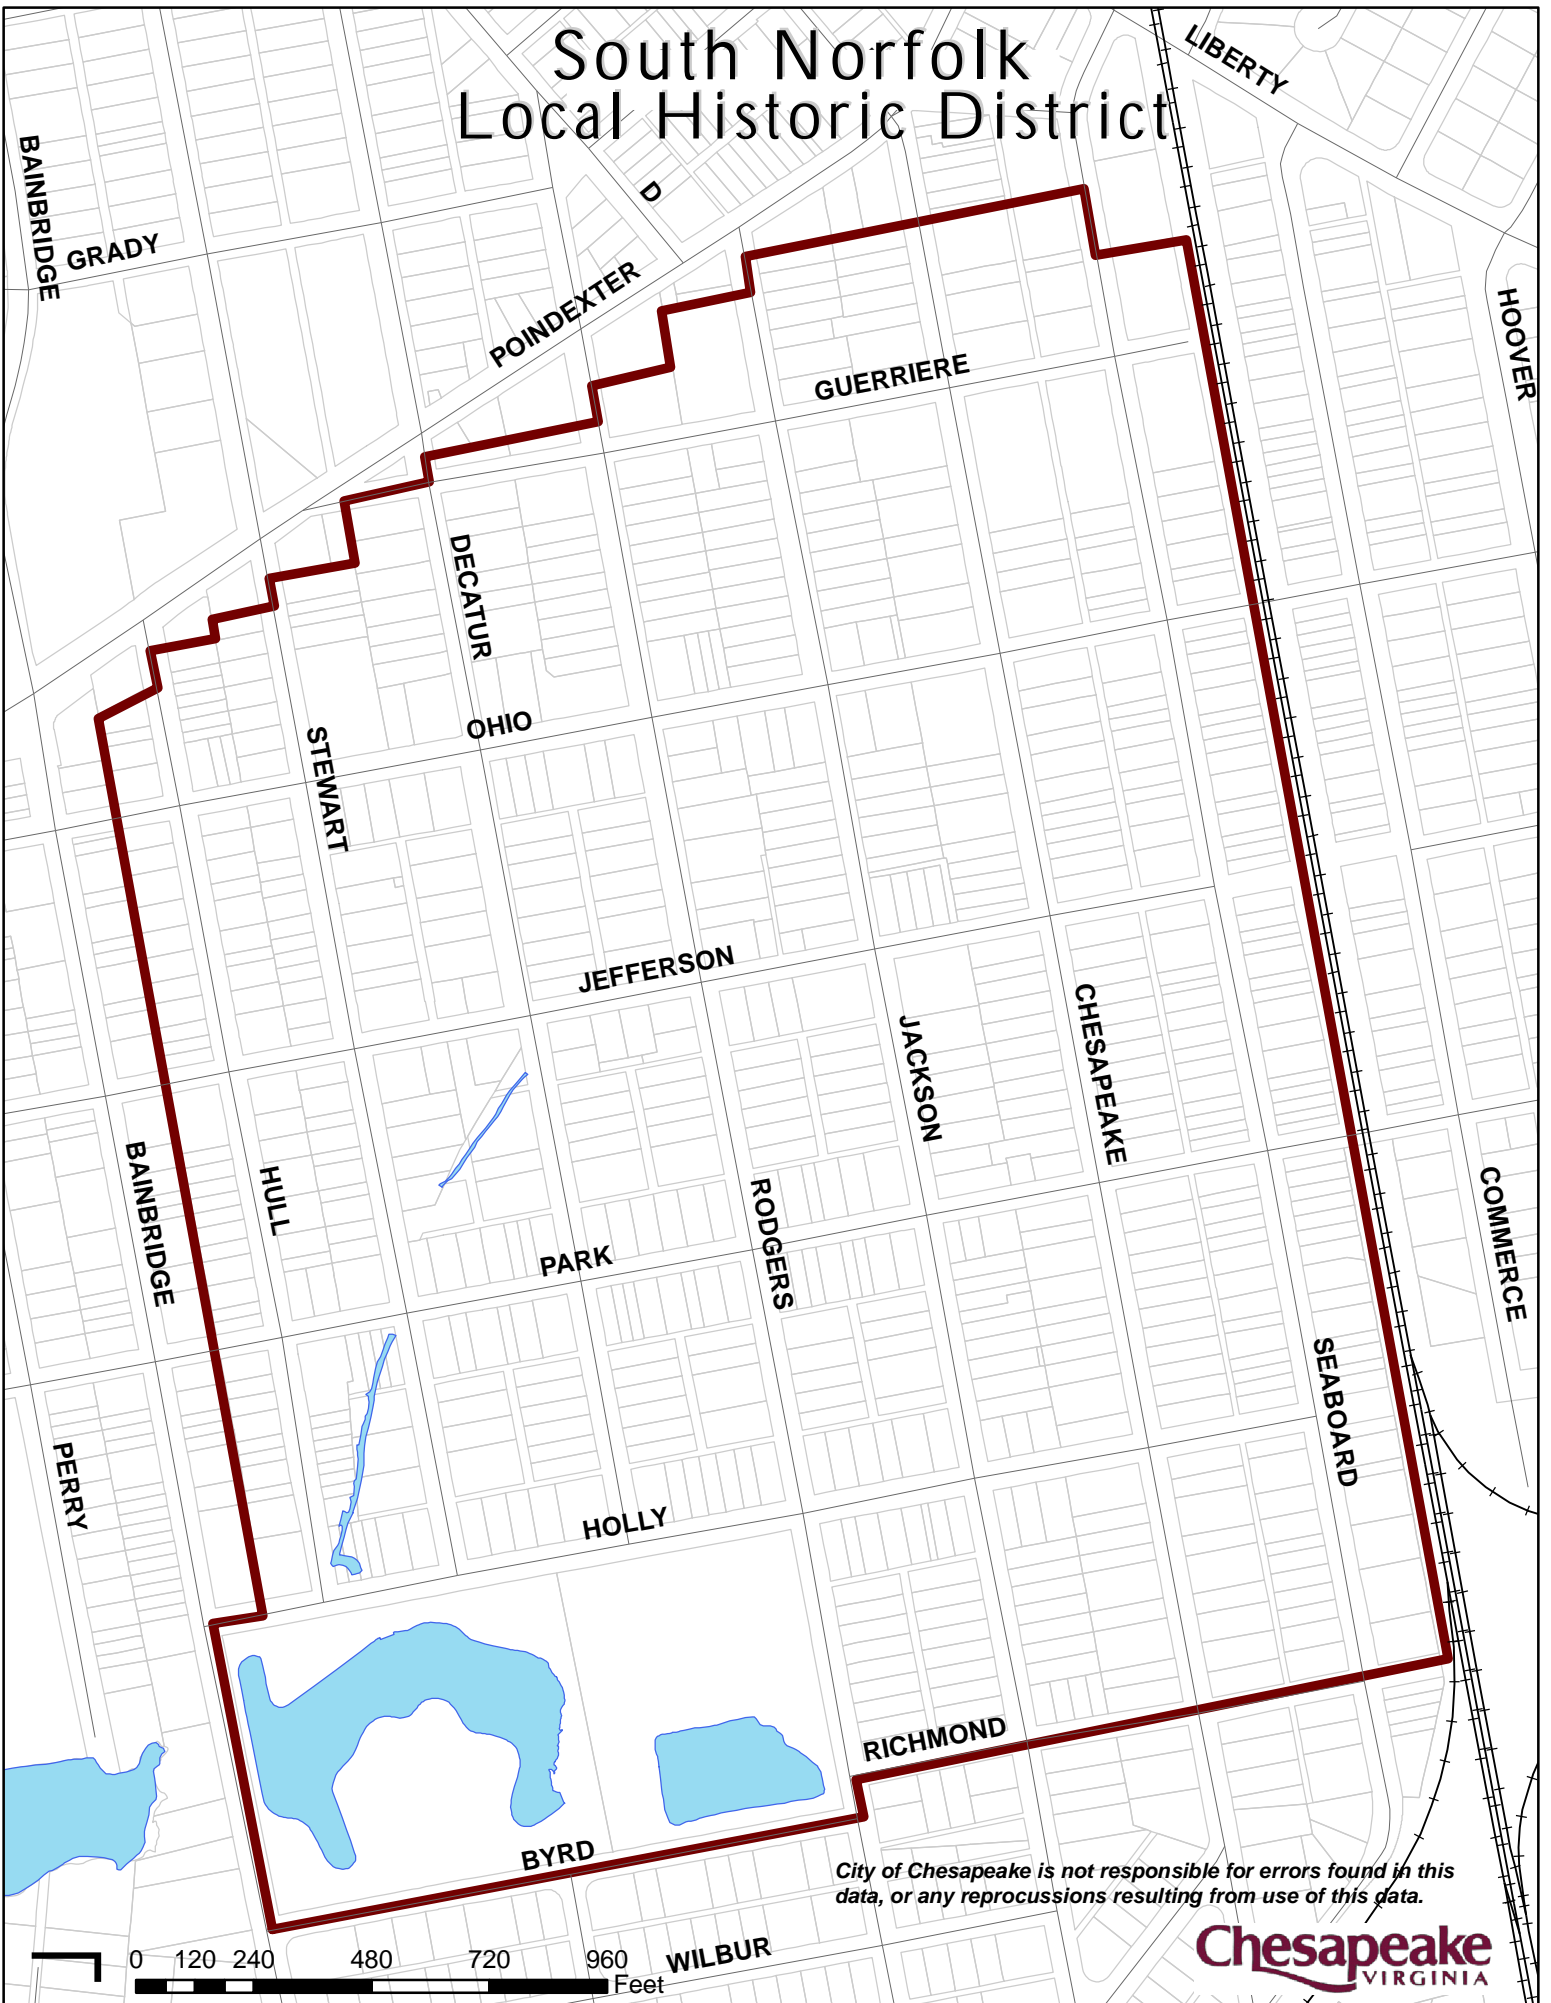 South Norfolk
Local Historic District
LIBERTY
BAINBRIDGE
D
GRADY
POINDEXTER
HOOVER
GUERRIERE
DECATUR
OHIO
STEWART
JEFFERSON
JACKSON
CHESAPEAKE
BAINBRIDGE
HULL
RODGERS
COMMERCE
PARK
SEABOARD
PERRY
HOLLY
RICHMOND
BYRD
City of Chesapeake is not responsible for errors found in this
data, or any reprocussions resulting from use of this data.
WILBUR
0 120 240 480 720 960
Feet
Chesapeake
VIRGINIA